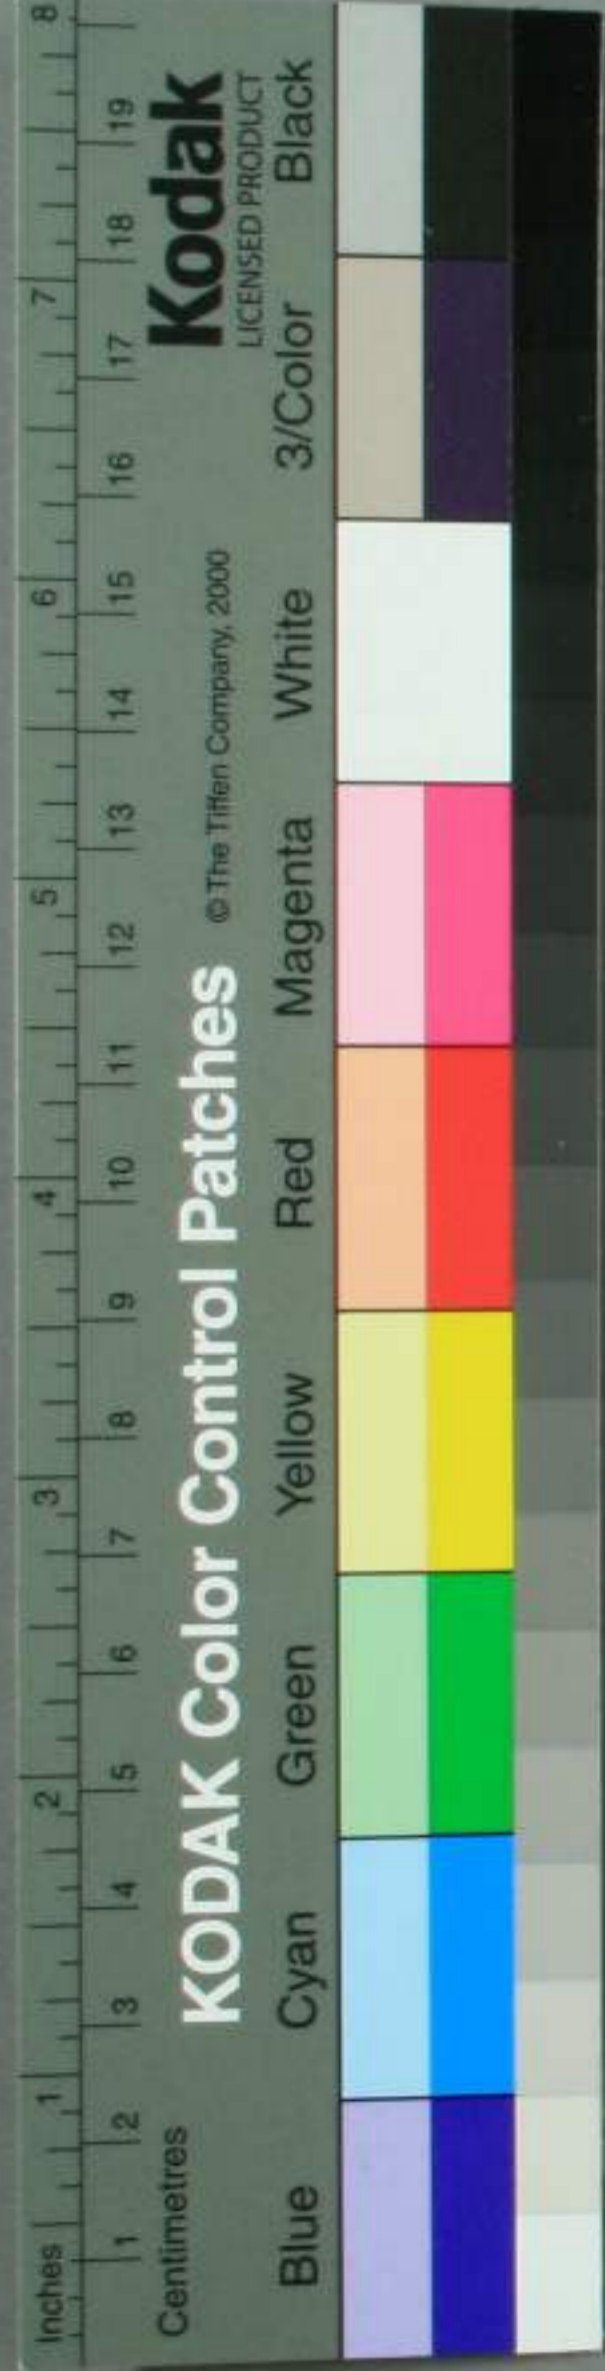 Inches 1 2 3 4 5 6 7 8
Centimetres 1 2 3 4 5 6 7 8 9 10 11 12 13 14 15 16 17 18 19
KODAK Color Control Patches
© The Tiffen Company, 2000
Kodak
LICENSED PRODUCT
Blue Cyan Green Yellow Red Magenta White 3/Color Black